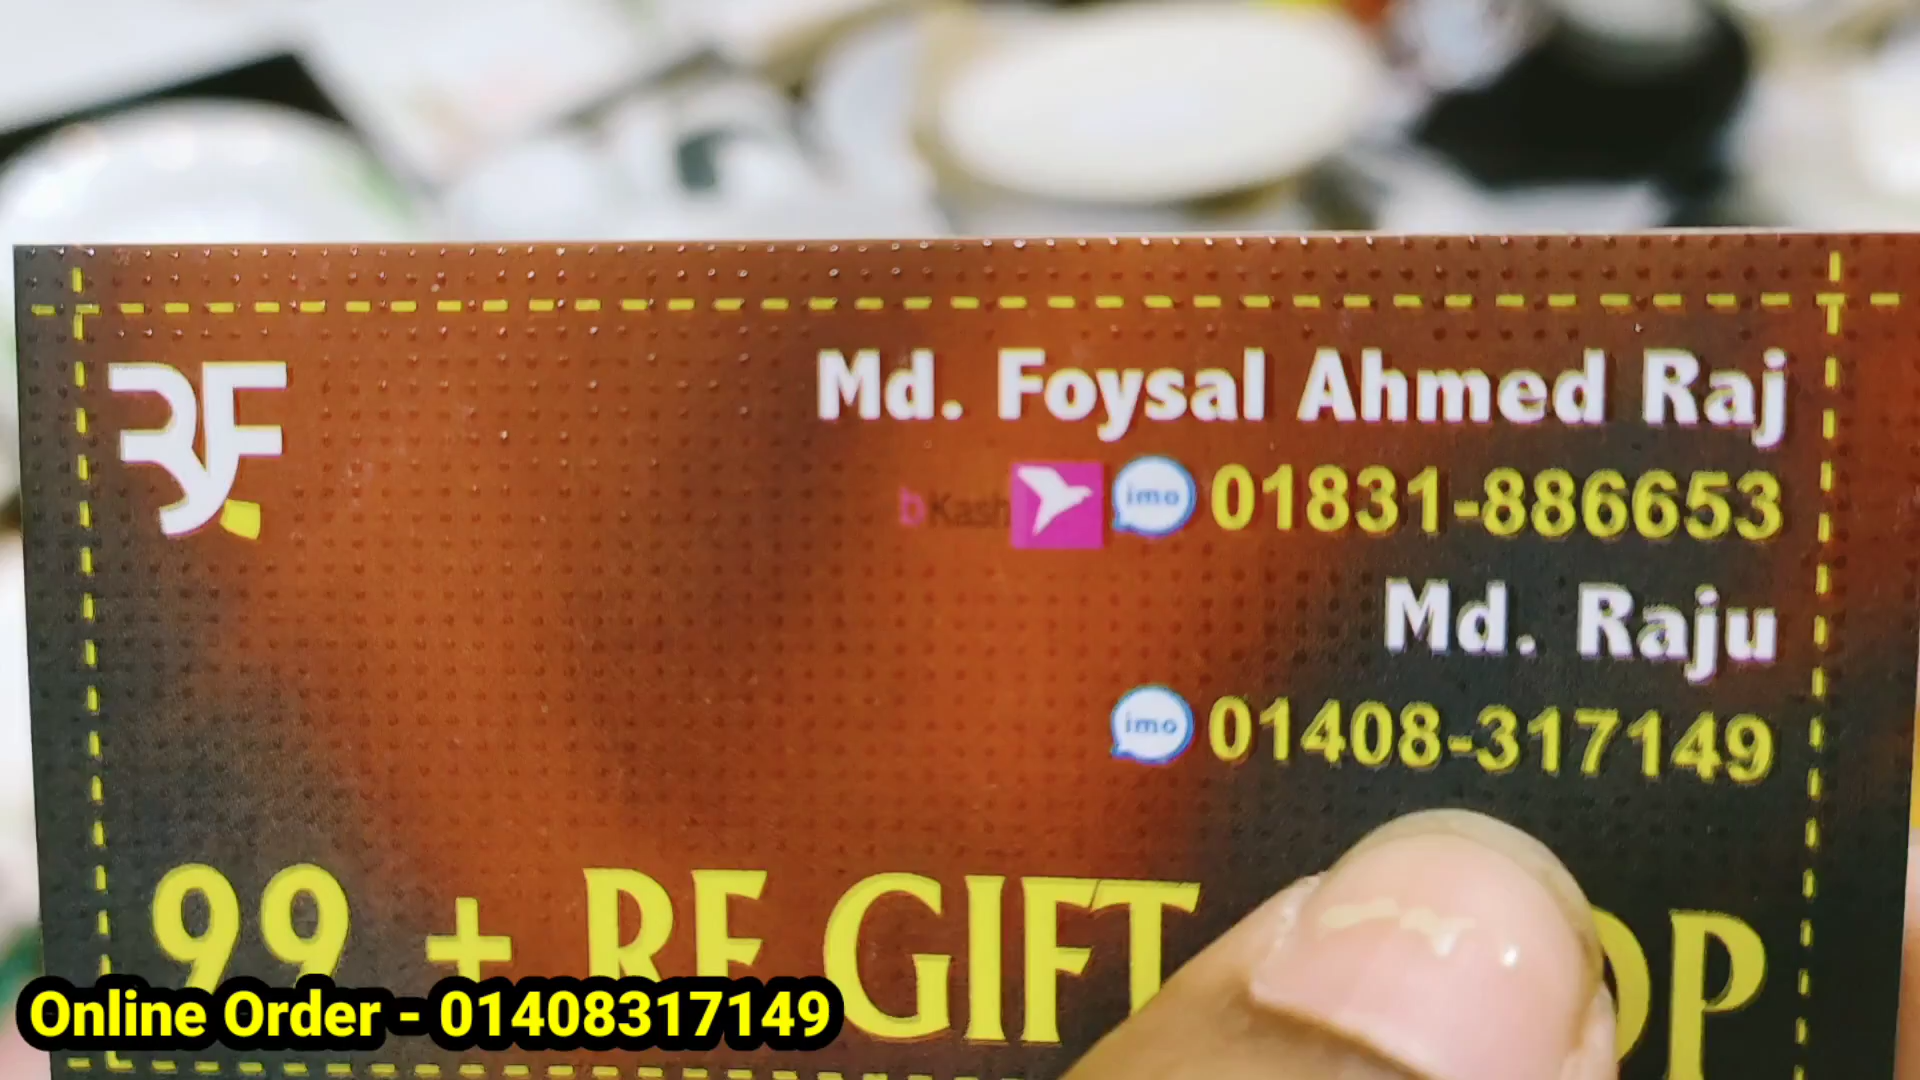 RF
Md. Foysal Ahmed Raj
bKash imo 01831-886653
Md. Raju
imo 01408-317149
99 + RF GIFT
Online Order - 01408317149